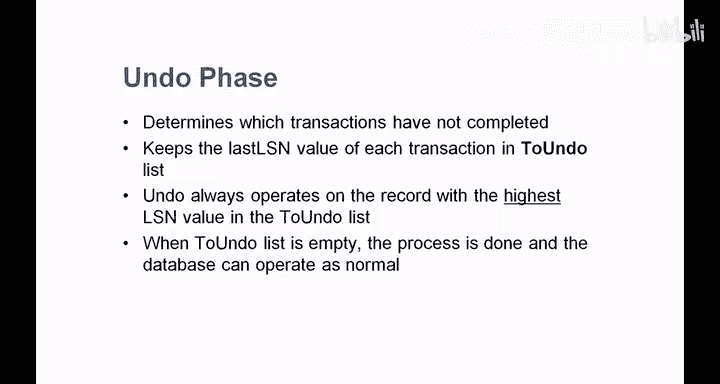 bilibili
Undo Phase
• Determines which transactions have not completed
• Keeps the lastLSN value of each transaction in ToUndo
list
• Undo always operates on the record with the highest
LSN value in the ToUndo list
• When ToUndo list is empty, the process is done and the
database can operate as normal